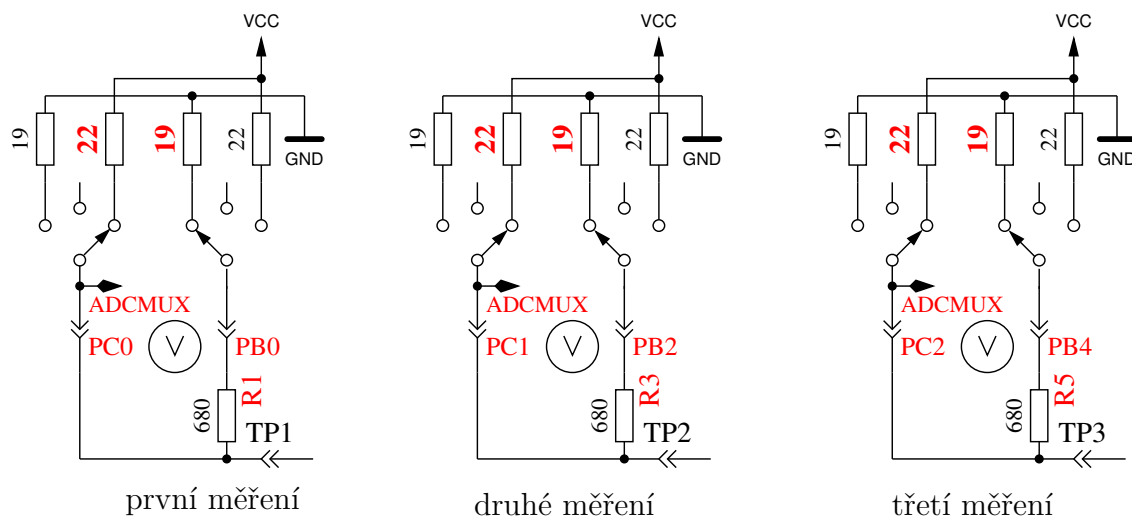 VCC VCC VCC
19 22 19 22 GND 19 22 19 22 GND 19 22 19 22 GND
ADCMUX ADCMUX ADCMUX
PC0 V PB0 PC1 V PB2 PC2 V PB4
680 R1 680 R3 680 R5
TP1 TP2 TP3
první měření druhé měření třetí měření